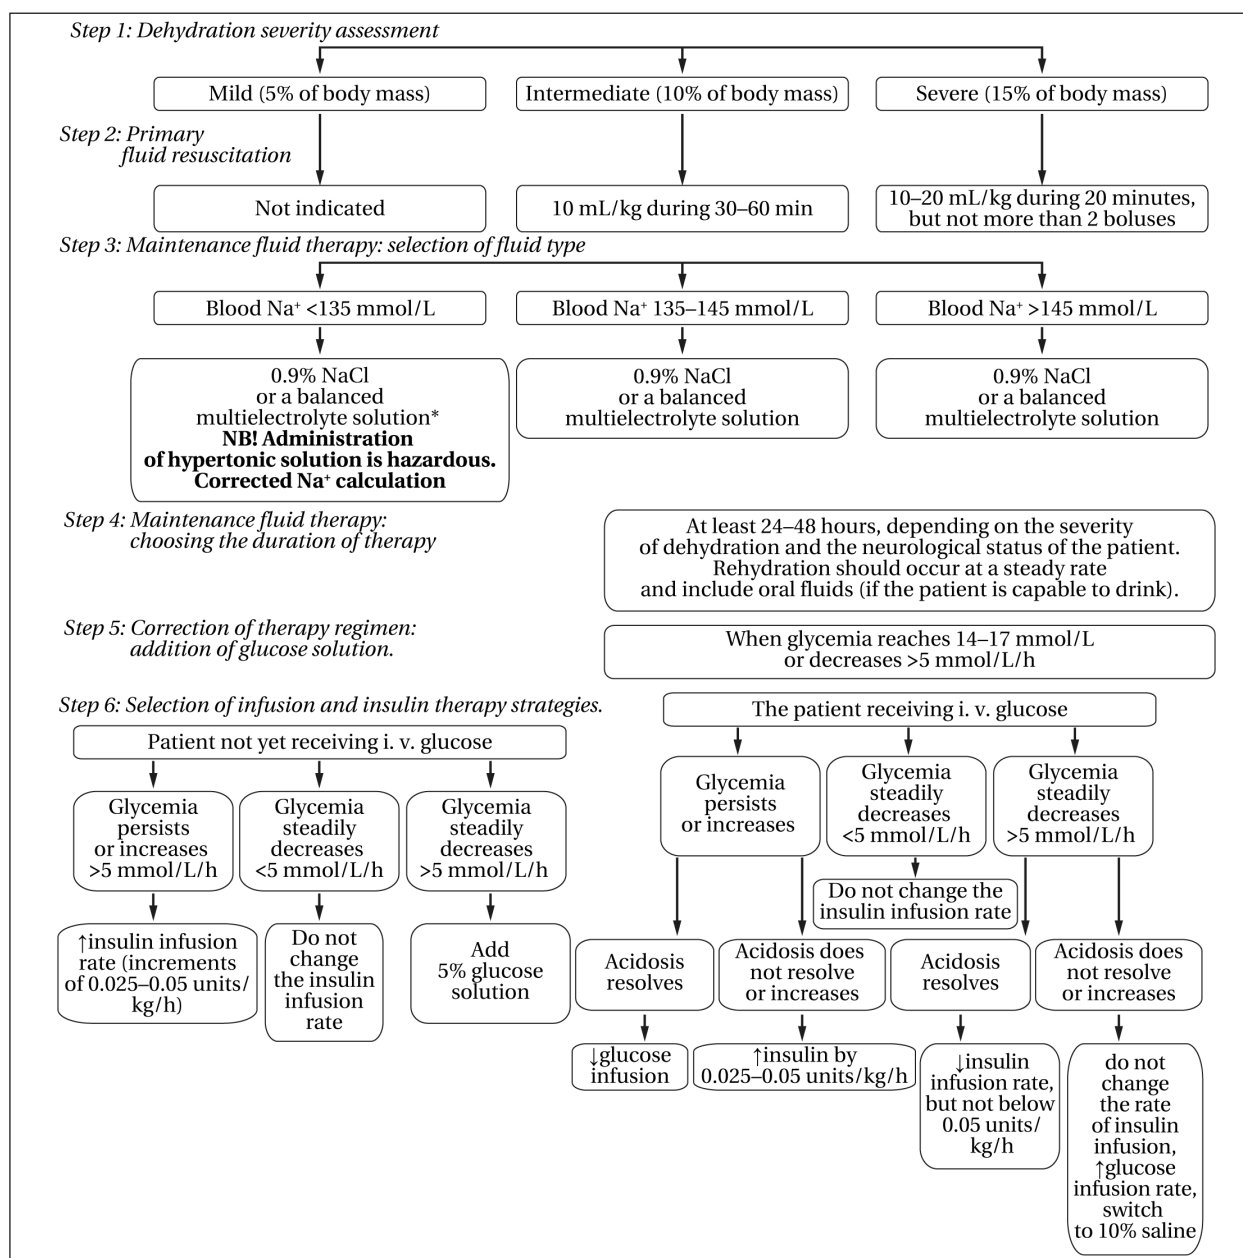 Step 1: Dehydration severity assessment
Mild (5% of body mass)
Intermediate (10% of body mass)
Severe (15% of body mass)
Step 2: Primary
fluid resuscitation
Not indicated
10 mL/kg during 30–60 min
10–20 mL/kg during 20 minutes,
but not more than 2 boluses
Step 3: Maintenance fluid therapy: selection of fluid type
Blood Na⁺ <135 mmol/L
Blood Na⁺ 135–145 mmol/L
Blood Na⁺ >145 mmol/L
0.9% NaCl
or a balanced
multielectrolyte solution*
NB! Administration
of hypertonic solution is hazardous.
Corrected Na⁺ calculation
0.9% NaCl
or a balanced
multielectrolyte solution
0.9% NaCl
or a balanced
multielectrolyte solution
Step 4: Maintenance fluid therapy:
choosing the duration of therapy
At least 24–48 hours, depending on the severity
of dehydration and the neurological status of the patient.
Rehydration should occur at a steady rate
and include oral fluids (if the patient is capable to drink).
Step 5: Correction of therapy regimen:
addition of glucose solution.
When glycemia reaches 14–17 mmol/L
or decreases >5 mmol/L/h
Step 6: Selection of infusion and insulin therapy strategies.
Patient not yet receiving i. v. glucose
Glycemia
persists
or increases
>5 mmol/L/h
Glycemia
steadily
decreases
<5 mmol/L/h
Glycemia
steadily
decreases
>5 mmol/L/h
↑insulin infusion
rate (increments
of 0.025–0.05 units/
kg/h)
Do not
change
the insulin
infusion
rate
Add
5% glucose
solution
The patient receiving i. v. glucose
Glycemia
persists
or increases
Glycemia
steadily
decreases
<5 mmol/L/h
Glycemia
steadily
decreases
>5 mmol/L/h
Do not change the
insulin infusion rate
Acidosis
resolves
Acidosis does
not resolve
or increases
Acidosis
resolves
Acidosis does
not resolve
or increases
↓glucose
infusion
↑insulin by
0.025–0.05 units/kg/h
↓insulin
infusion rate,
but not below
0.05 units/
kg/h
do not
change
the rate
of insulin
infusion,
↑glucose
infusion rate,
switch
to 10% saline